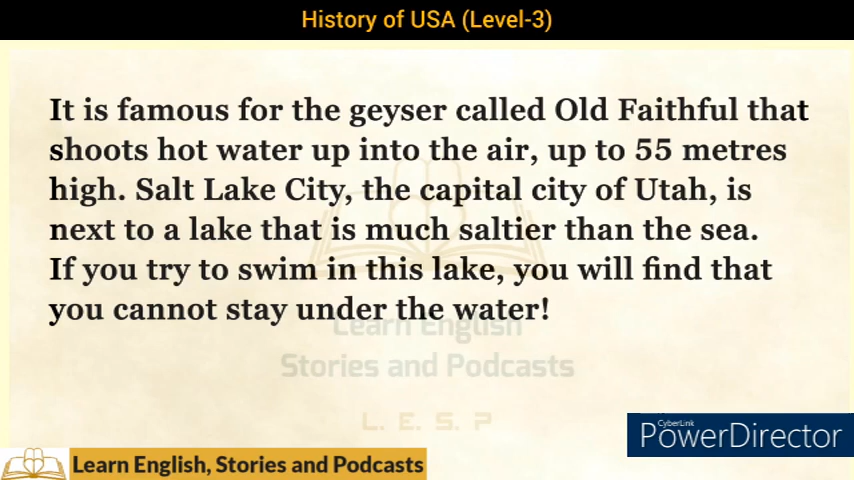 History of USA (Level-3)
It is famous for the geyser called Old Faithful that
shoots hot water up into the air, up to 55 metres
high. Salt Lake City, the capital city of Utah, is
next to a lake that is much saltier than the sea.
If you try to swim in this lake, you will find that
you cannot stay under the water!
Learn English
Stories and Podcasts
L. E. S. P
CyberLink
PowerDirector
Learn English, Stories and Podcasts